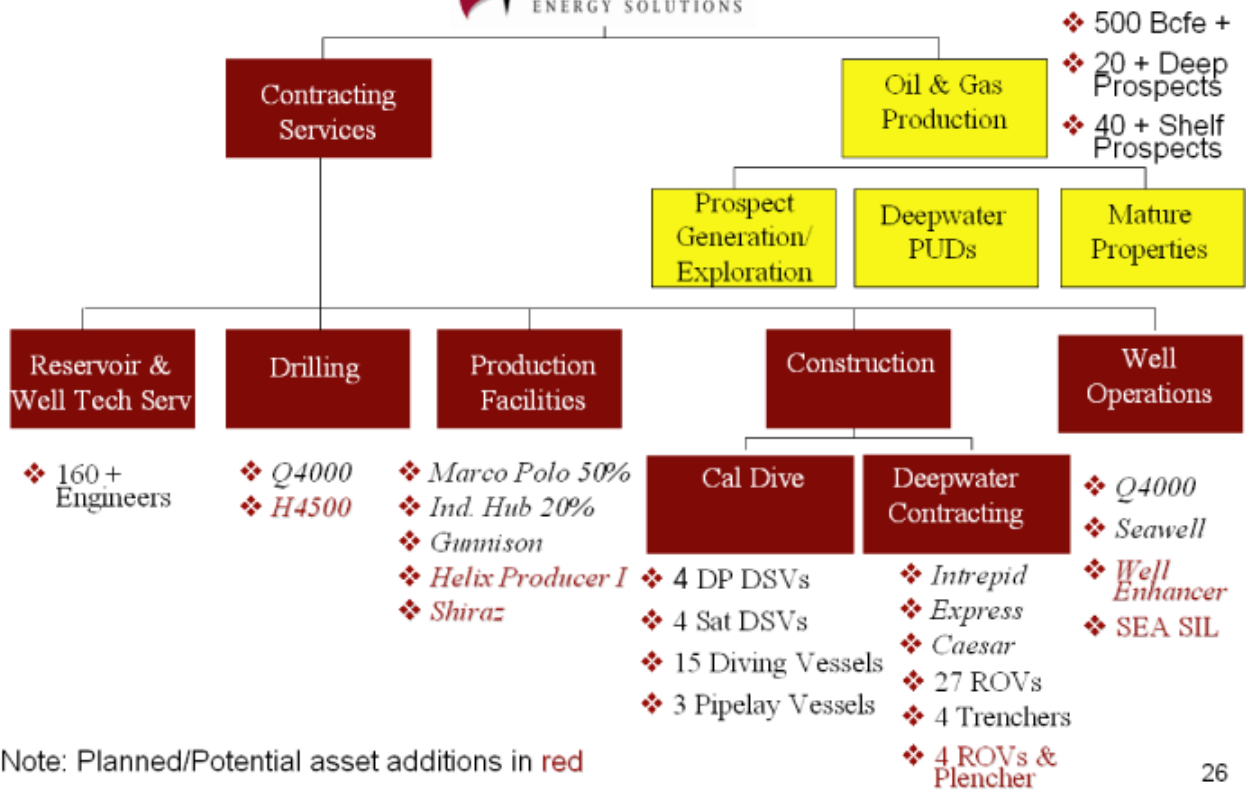 ENERGY SOLUTIONS
❖ 500 Bcfe +
❖ 20 + Deep
Prospects
❖ 40 + Shelf
Prospects
Contracting
Services
Oil & Gas
Production
Prospect
Generation/
Exploration
Deepwater
PUDs
Mature
Properties
Reservoir &
Well Tech Serv
Drilling
Production
Facilities
Construction
Well
Operations
❖ 160 +
Engineers
❖ Q4000
❖ H4500
❖ Marco Polo 50%
❖ Ind. Hub 20%
❖ Gunnison
❖ Helix Producer I
❖ Shiraz
Cal Dive
❖ 4 DP DSVs
❖ 4 Sat DSVs
❖ 15 Diving Vessels
❖ 3 Pipelay Vessels
Deepwater
Contracting
❖ Intrepid
❖ Express
❖ Caesar
❖ 27 ROVs
❖ 4 Trenchers
❖ 4 ROVs &
Plencher
❖ Q4000
❖ Seawell
❖ Well
Enhancer
❖ SEA SIL
Note: Planned/Potential asset additions in red
26